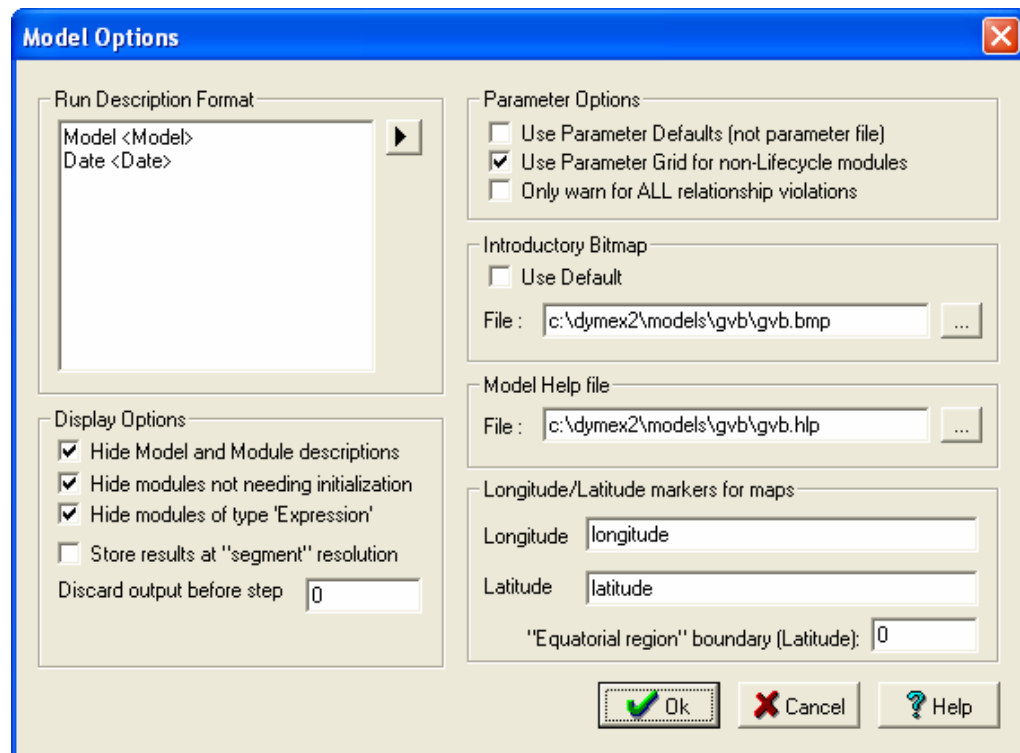 Model Options
Run Description Format
Model <Model>
Date <Date>
Display Options
Hide Model and Module descriptions
Hide modules not needing initialization
Hide modules of type 'Expression'
Store results at "segment" resolution
Discard output before step 0
Parameter Options
Use Parameter Defaults (not parameter file)
Use Parameter Grid for non-Lifecycle modules
Only warn for ALL relationship violations
Introductory Bitmap
Use Default
File : c:\dymex2\models\gvb\gvb.bmp ...
Model Help file
File : c:\dymex2\models\gvb\gvb.hlp ...
Longitude/Latitude markers for maps
Longitude longitude
Latitude latitude
"Equatorial region" boundary (Latitude): 0
Ok Cancel ? Help